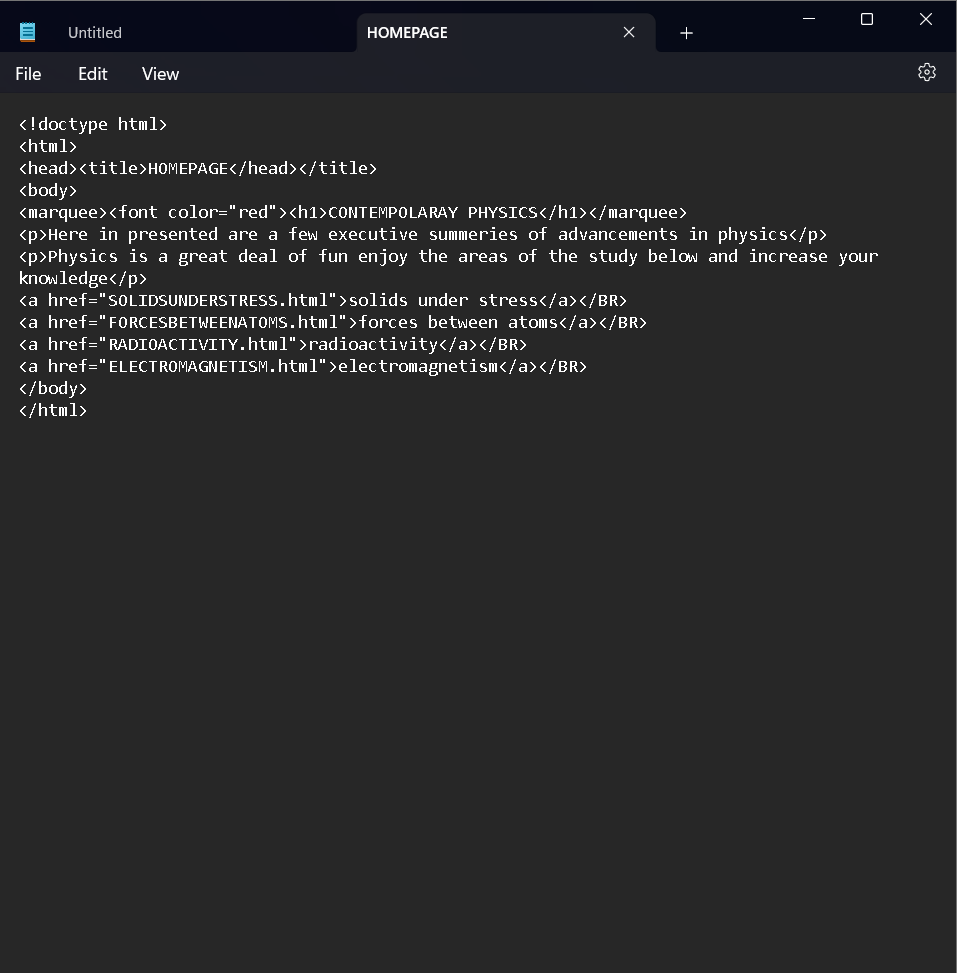 Untitled
HOMEPAGE
File Edit View
<!doctype html>
<html>
<head><title>HOMEPAGE</head></title>
<body>
<marquee><font color="red"><h1>CONTEMPOLARAY PHYSICS</h1></marquee>
<p>Here in presented are a few executive summeries of advancements in physics</p>
<p>Physics is a great deal of fun enjoy the areas of the study below and increase your
knowledge</p>
<a href="SOLIDSUNDERSTRESS.html">solids under stress</a></BR>
<a href="FORCESBETWEENATOMS.html">forces between atoms</a></BR>
<a href="RADIOACTIVITY.html">radioactivity</a></BR>
<a href="ELECTROMAGNETISM.html">electromagnetism</a></BR>
</body>
</html>